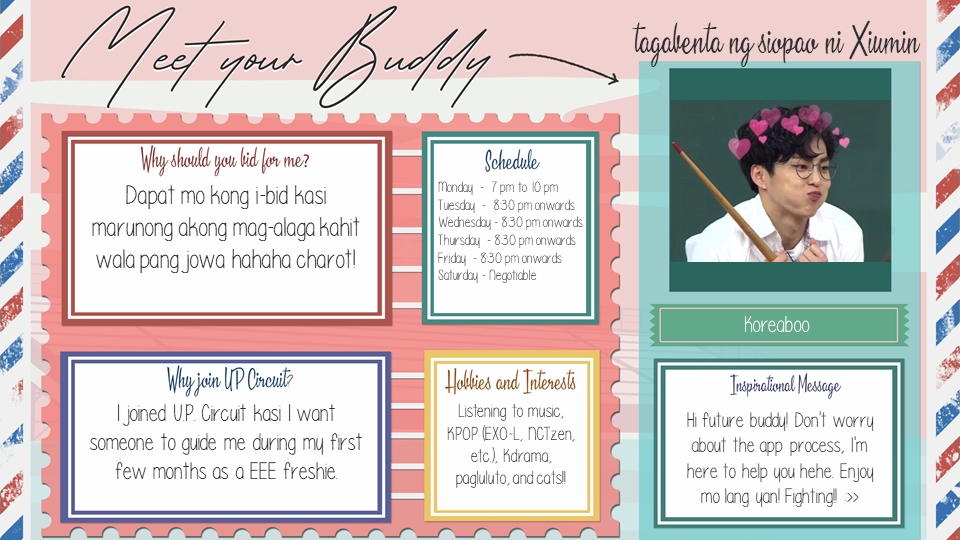 Meet your Buddy
tagabenta ng siopao ni Xiumin
Why should you bid for me?
Dapat mo kong i-bid kasi
marunong akong mag-alaga kahit
wala pang jowa hahaha charot!
Schedule
Monday - 7 pm to 10 pm
Tuesday - 8:30 pm onwards
Wednesday - 8:30 pm onwards
Thursday - 8:30 pm onwards
Friday - 8:30 pm onwards
Saturday - Negotiable
Koreaboo
Why join UP Circuit?
I joined U.P. Circuit kasi I want
someone to guide me during my first
few months as a EEE freshie.
Hobbies and Interests
Listening to music,
KPOP (EXO-L, NCTzen,
etc.), Kdrama,
pagluluto, and cats!!
Inspirational Message
Hi future buddy! Don't worry
about the app process, I'm
here to help you hehe. Enjoy
mo lang yan! Fighting!! >>